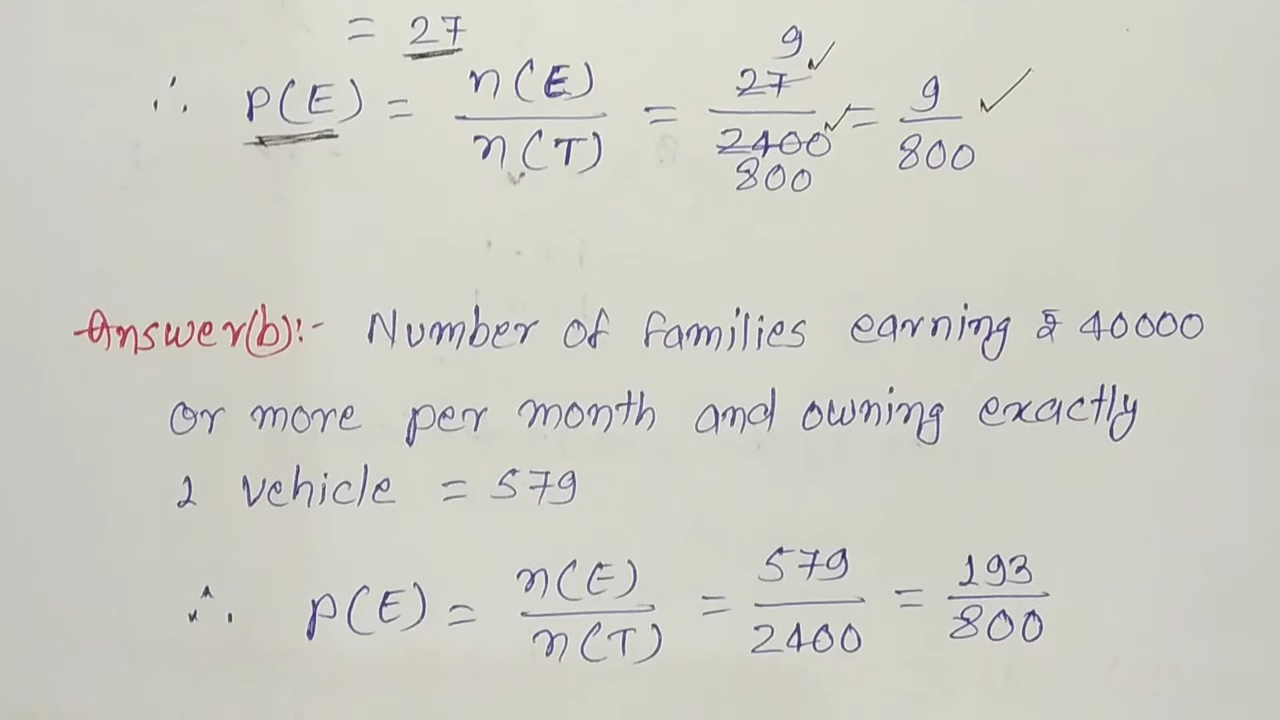 = 27
∴ P(E) = n(E)/n(T) = 27/2400 9/800 = 9/800
Answer(b):- Number of families earning ₹ 40000
or more per month and owning exactly
1 vehicle = 579
∴ P(E) = n(E)/n(T) = 579/2400 = 193/800